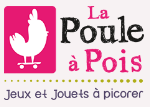 La
Poule
à Pois
jeux et jouets à picorer